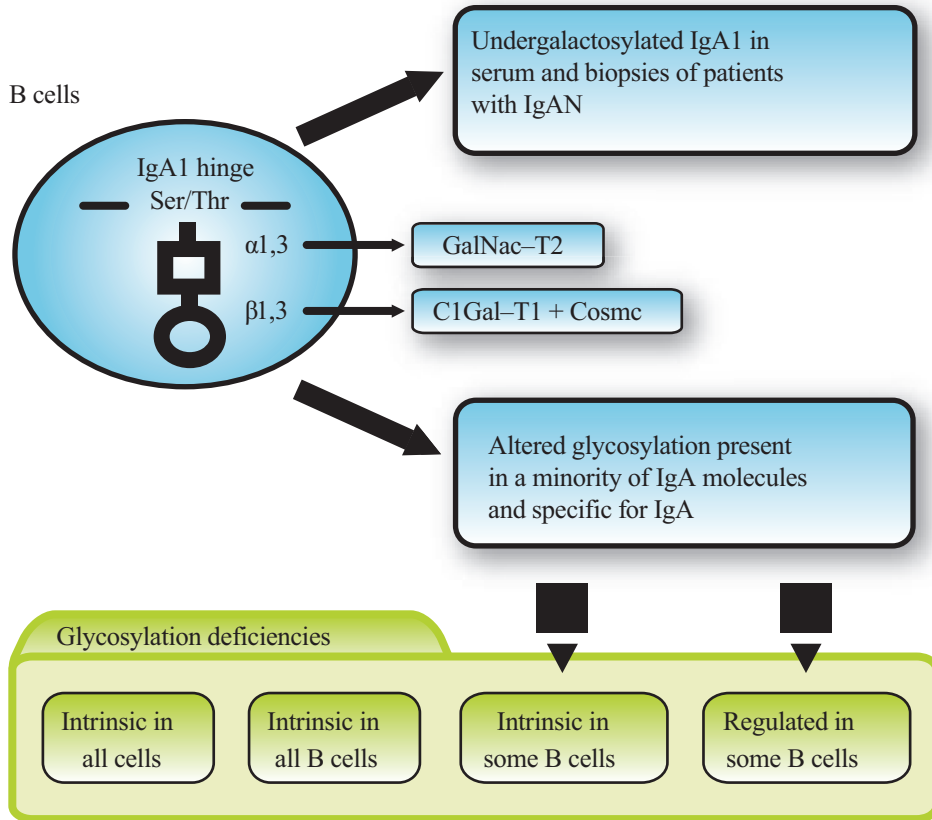 Undergalactosylated IgA1 in
serum and biopsies of patients
with IgAN
B cells
IgA1 hinge
Ser/Thr
α1,3
GalNac–T2
β1,3
C1Gal–T1 + Cosmc
Altered glycosylation present
in a minority of IgA molecules
and specific for IgA
Glycosylation deficiencies
Intrinsic in
all cells
Intrinsic in
all B cells
Intrinsic in
some B cells
Regulated in
some B cells